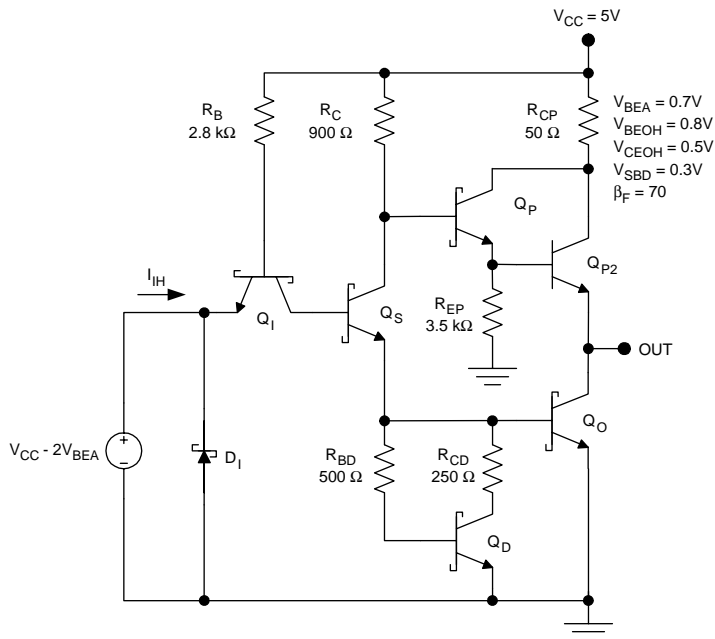 V_CC = 5V
R_B
2.8 kΩ
R_C
900 Ω
R_CP
50 Ω
V_BEA = 0.7V
V_BEOH = 0.8V
V_CEOH = 0.5V
V_SBD = 0.3V
β_F = 70
Q_P
Q_P2
I_IH
Q_I
Q_S
R_EP
3.5 kΩ
OUT
V_CC - 2V_BEA
+
−
D_I
R_BD
500 Ω
R_CD
250 Ω
Q_O
Q_D